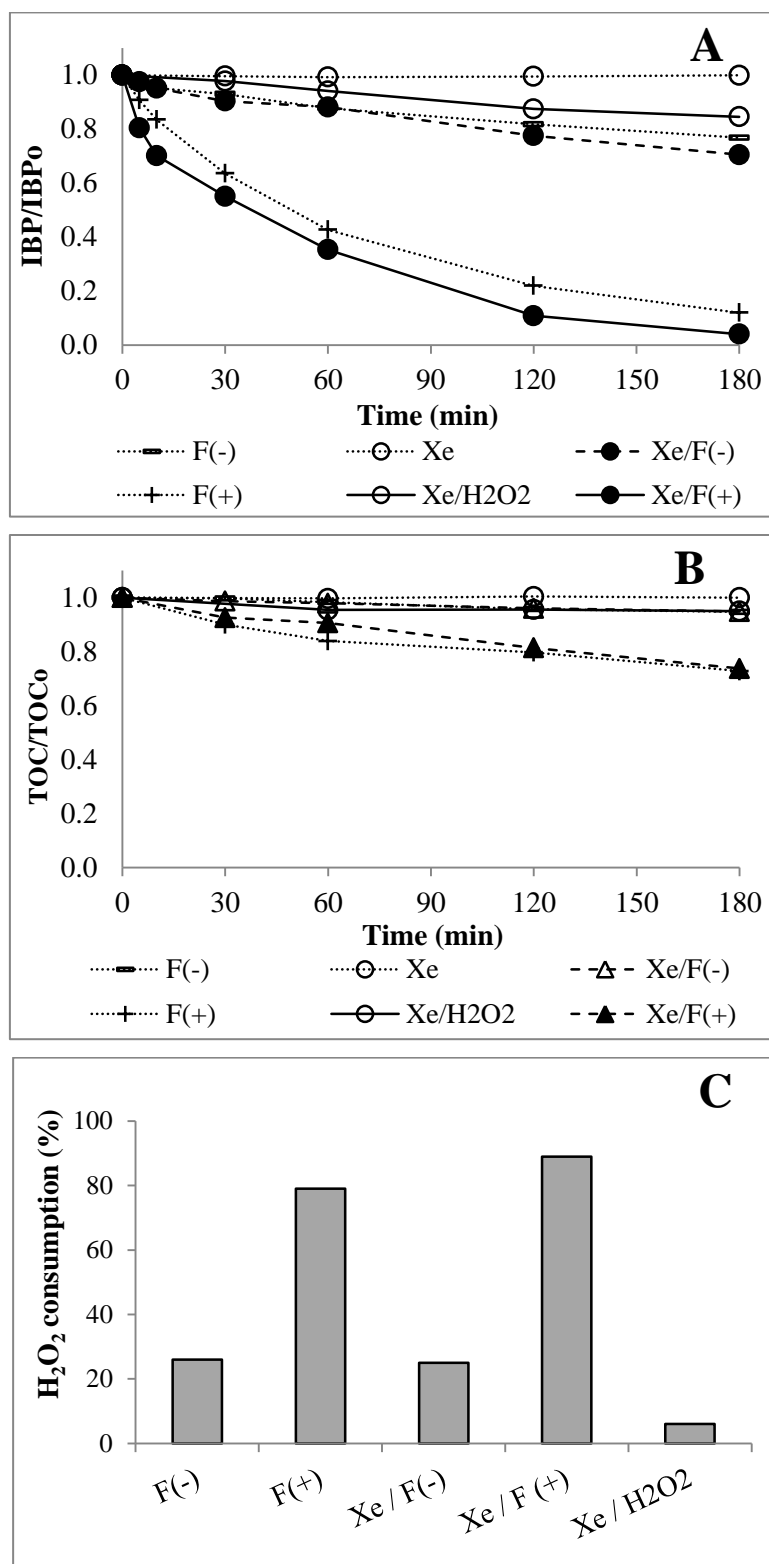 A
IBP/IBPo
1.0
0.8
0.6
0.4
0.2
0.0
0 30 60 90 120 150 180
Time (min)
F(-) Xe Xe/F(-)
F(+) Xe/H2O2 Xe/F(+)
B
TOC/TOCo
1.0
0.8
0.6
0.4
0.2
0.0
0 30 60 90 120 150 180
Time (min)
F(-) Xe Xe/F(-)
F(+) Xe/H2O2 Xe/F(+)
C
H₂O₂ consumption (%)
100
80
60
40
20
0
F(-) F(+) Xe / F(-) Xe / F (+) Xe / H2O2